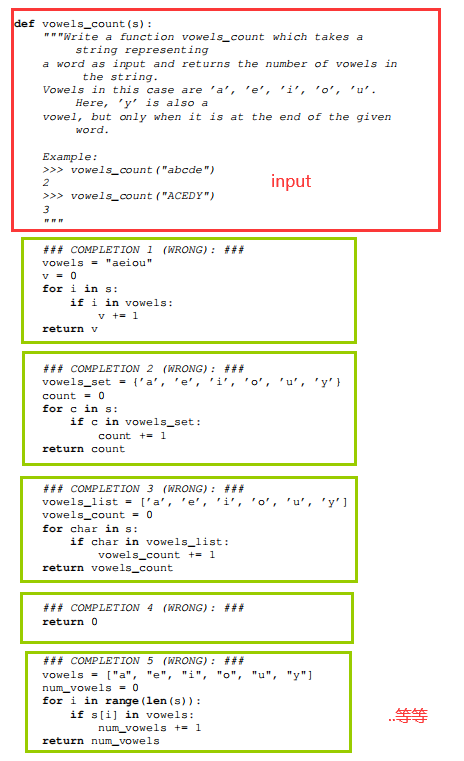 def vowels_count(s):
"""Write a function vowels_count which takes a
string representing
a word as input and returns the number of vowels in
the string.
Vowels in this case are ’a’, ’e’, ’i’, ’o’, ’u’.
Here, ’y’ is also a
vowel, but only when it is at the end of the given
word.
Example:
>>> vowels_count("abcde")
2
>>> vowels_count("ACEDY")
3
"""
input
### COMPLETION 1 (WRONG): ###
vowels = "aeiou"
v = 0
for i in s:
if i in vowels:
v += 1
return v
### COMPLETION 2 (WRONG): ###
vowels_set = {’a’, ’e’, ’i’, ’o’, ’u’, ’y’}
count = 0
for c in s:
if c in vowels_set:
count += 1
return count
### COMPLETION 3 (WRONG): ###
vowels_list = [’a’, ’e’, ’i’, ’o’, ’u’, ’y’]
vowels_count = 0
for char in s:
if char in vowels_list:
vowels_count += 1
return vowels_count
### COMPLETION 4 (WRONG): ###
return 0
### COMPLETION 5 (WRONG): ###
vowels = ["a", "e", "i", "o", "u", "y"]
num_vowels = 0
for i in range(len(s)):
if s[i] in vowels:
num_vowels += 1
return num_vowels
..等等